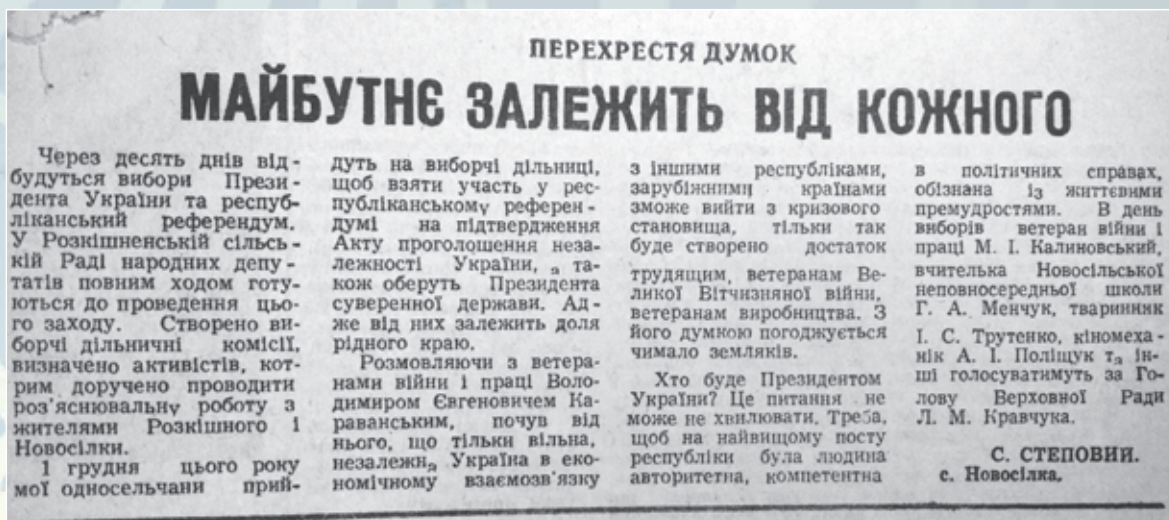 ПЕРЕХРЕСТЯ ДУМОК
МАЙБУТНЄ ЗАЛЕЖИТЬ ВІД КОЖНОГО
Через десять днів від-
будуться вибори Прези-
дента України та респуб-
ліканський референдум.
У Розкішненській сільсь-
кій Раді народних депу-
татів повним ходом готу-
ються до проведення цьо-
го заходу. Створено ви-
борчі дільничні комісії,
визначено активістів, кот-
рим доручено проводити
роз'яснювальну роботу з
жителями Розкішного і
Новосілки.
1 грудня цього року
мої односельчани прий-
дуть на виборчі дільниці,
щоб взяти участь у рес-
публіканському референ-
думі на підтвердження
Акту проголошення неза-
лежності України, а та-
кож оберуть Президента
суверенної держави. Ад-
же від них залежить доля
рідного краю.
Розмовляючи з ветера-
нами війни і праці Воло-
димиром Євгеновичем Ка-
раванським, почув від
нього, що тільки вільна,
незалежна Україна в еко-
номічному взаємозв'язку
з іншими республіками,
зарубіжними країнами
зможе вийти з кризового
становища, тільки так
буде створено достаток
трудящим, ветеранам Ве-
ликої Вітчизняної війни,
ветеранам виробництва. З
його думкою погоджується
чимало земляків.
Хто буде Президентом
України? Це питання не
може не хвилювати. Треба,
щоб на найвищому посту
республіки була людина
авторитетна, компетентна
в політичних справах,
обізнана із життєвими
премудростями. В день
виборів ветеран війни і
праці М. І. Калиновський,
вчителька Новосільської
неповносередньої школи
Г. А. Менчук, тваринник
І. С. Трутенко, кіномеха-
нік А. І. Поліщук та ін-
ші голосуватимуть за Го-
лову Верховної Ради
Л. М. Кравчука.
С. СТЕПОВИЙ.
с. Новосілка.